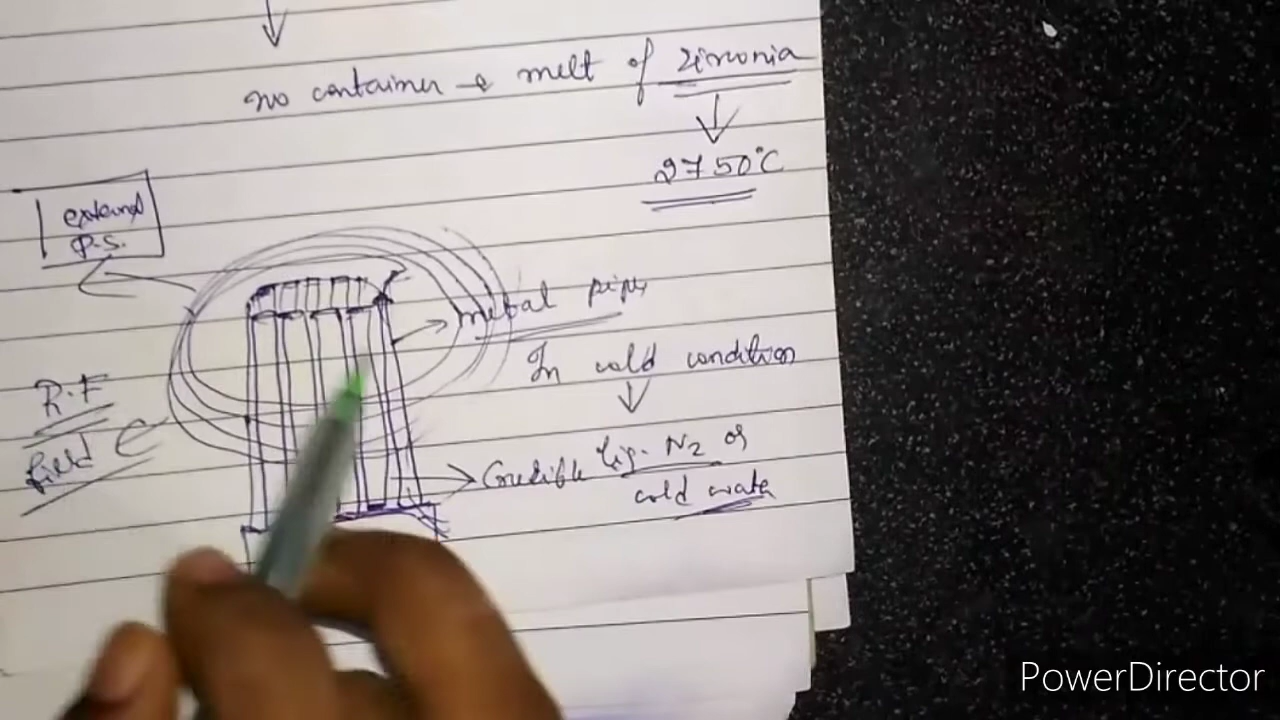 no container → melt of zirconia
2750°C
external
P.S.
metal pipe,
In cold condition
R.F
field
Crucible liq. N2 or
cold water
PowerDirector